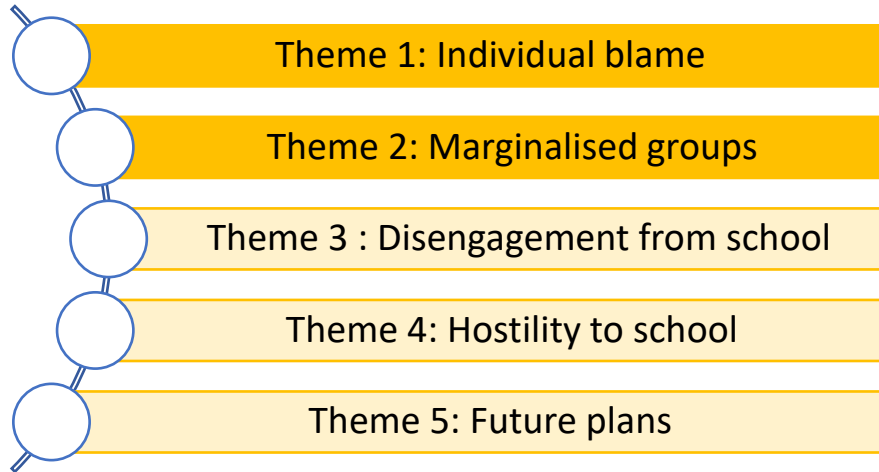 Theme 1: Individual blame
Theme 2: Marginalised groups
Theme 3 : Disengagement from school
Theme 4: Hostility to school
Theme 5: Future plans